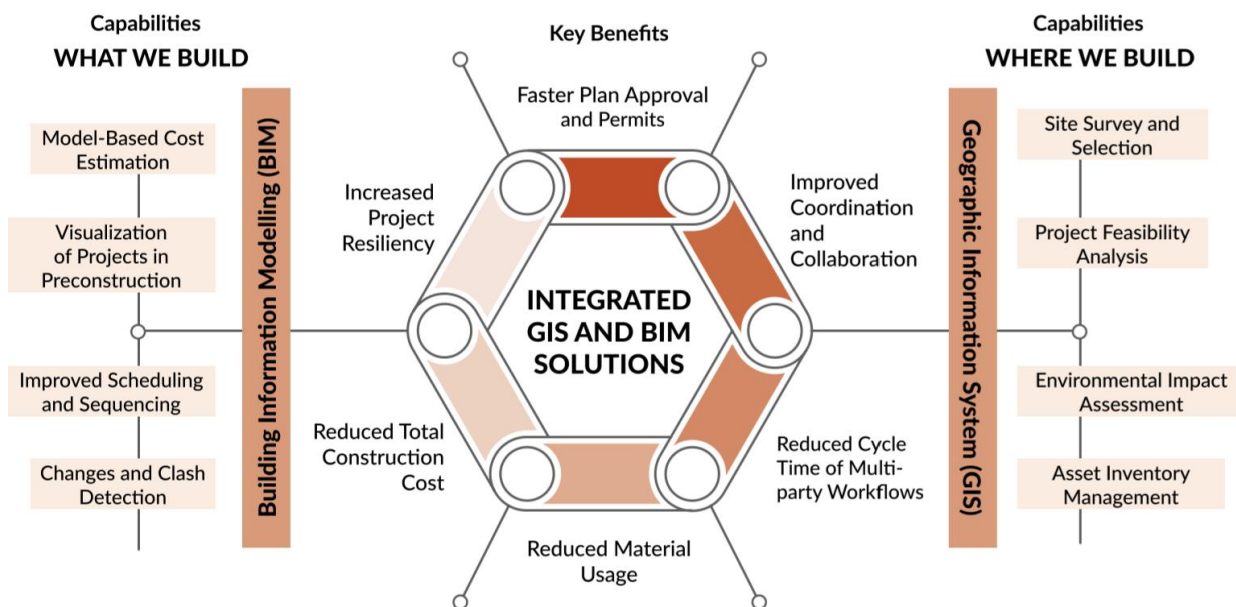 Capabilities
WHAT WE BUILD
Model-Based Cost
Estimation
Visualization
of Projects in
Preconstruction
Improved Scheduling
and Sequencing
Changes and Clash
Detection
Building Information Modelling (BIM)
Key Benefits
Faster Plan Approval
and Permits
Increased
Project
Resiliency
Improved
Coordination
and
Collaboration
INTEGRATED
GIS AND BIM
SOLUTIONS
Reduced Total
Construction
Cost
Reduced Cycle
Time of Multi-
party Workflows
Reduced Material
Usage
Capabilities
WHERE WE BUILD
Geographic Information System (GIS)
Site Survey and
Selection
Project Feasibility
Analysis
Environmental Impact
Assessment
Asset Inventory
Management